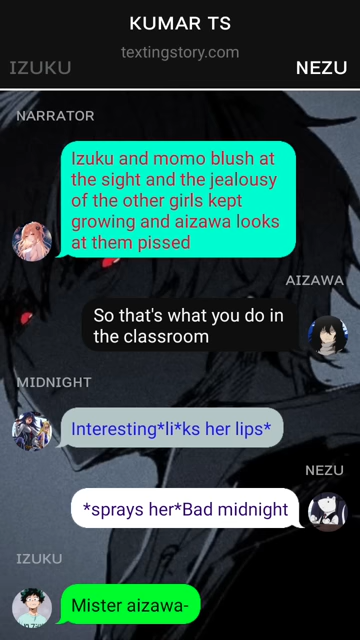 KUMAR TS
textingstory.com
IZUKU
NEZU
NARRATOR
Izuku and momo blush at
the sight and the jealousy
of the other girls kept
growing and aizawa looks
at them pissed
AIZAWA
So that's what you do in
the classroom
MIDNIGHT
Interesting*li*ks her lips*
NEZU
*sprays her*Bad midnight
IZUKU
Mister aizawa-